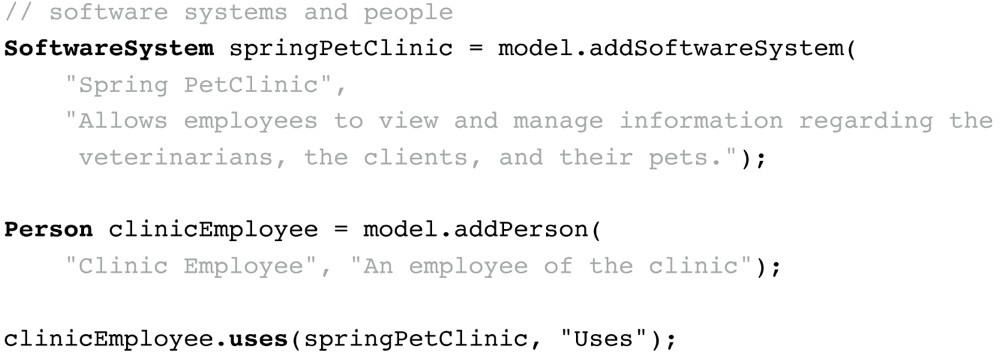 // software systems and people
SoftwareSystem springPetClinic = model.addSoftwareSystem(
"Spring PetClinic",
"Allows employees to view and manage information regarding the
veterinarians, the clients, and their pets.");
Person clinicEmployee = model.addPerson(
"Clinic Employee", "An employee of the clinic");
clinicEmployee.uses(springPetClinic, "Uses");